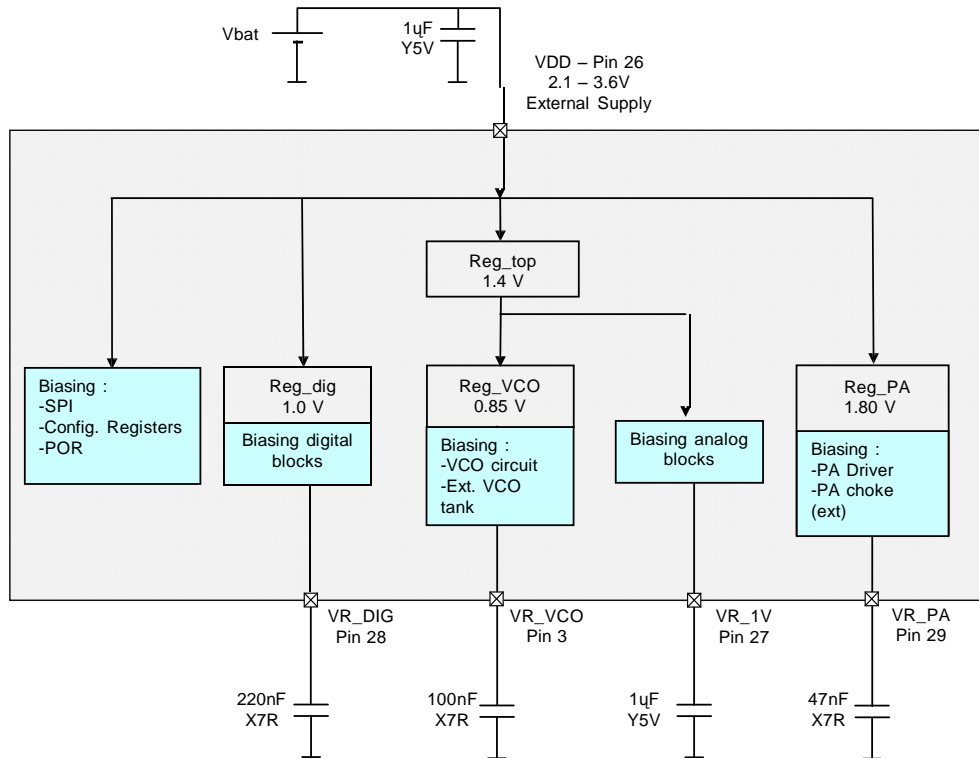 Vbat
1ųF
Y5V
VDD – Pin 26
2.1 – 3.6V
External Supply
Reg_top
1.4 V
Biasing :
-SPI
-Config. Registers
-POR
Reg_dig
1.0 V
Biasing digital
blocks
Reg_VCO
0.85 V
Biasing :
-VCO circuit
-Ext. VCO
tank
Biasing analog
blocks
Reg_PA
1.80 V
Biasing :
-PA Driver
-PA choke
(ext)
VR_DIG
Pin 28
VR_VCO
Pin 3
VR_1V
Pin 27
VR_PA
Pin 29
220nF
X7R
100nF
X7R
1ųF
Y5V
47nF
X7R